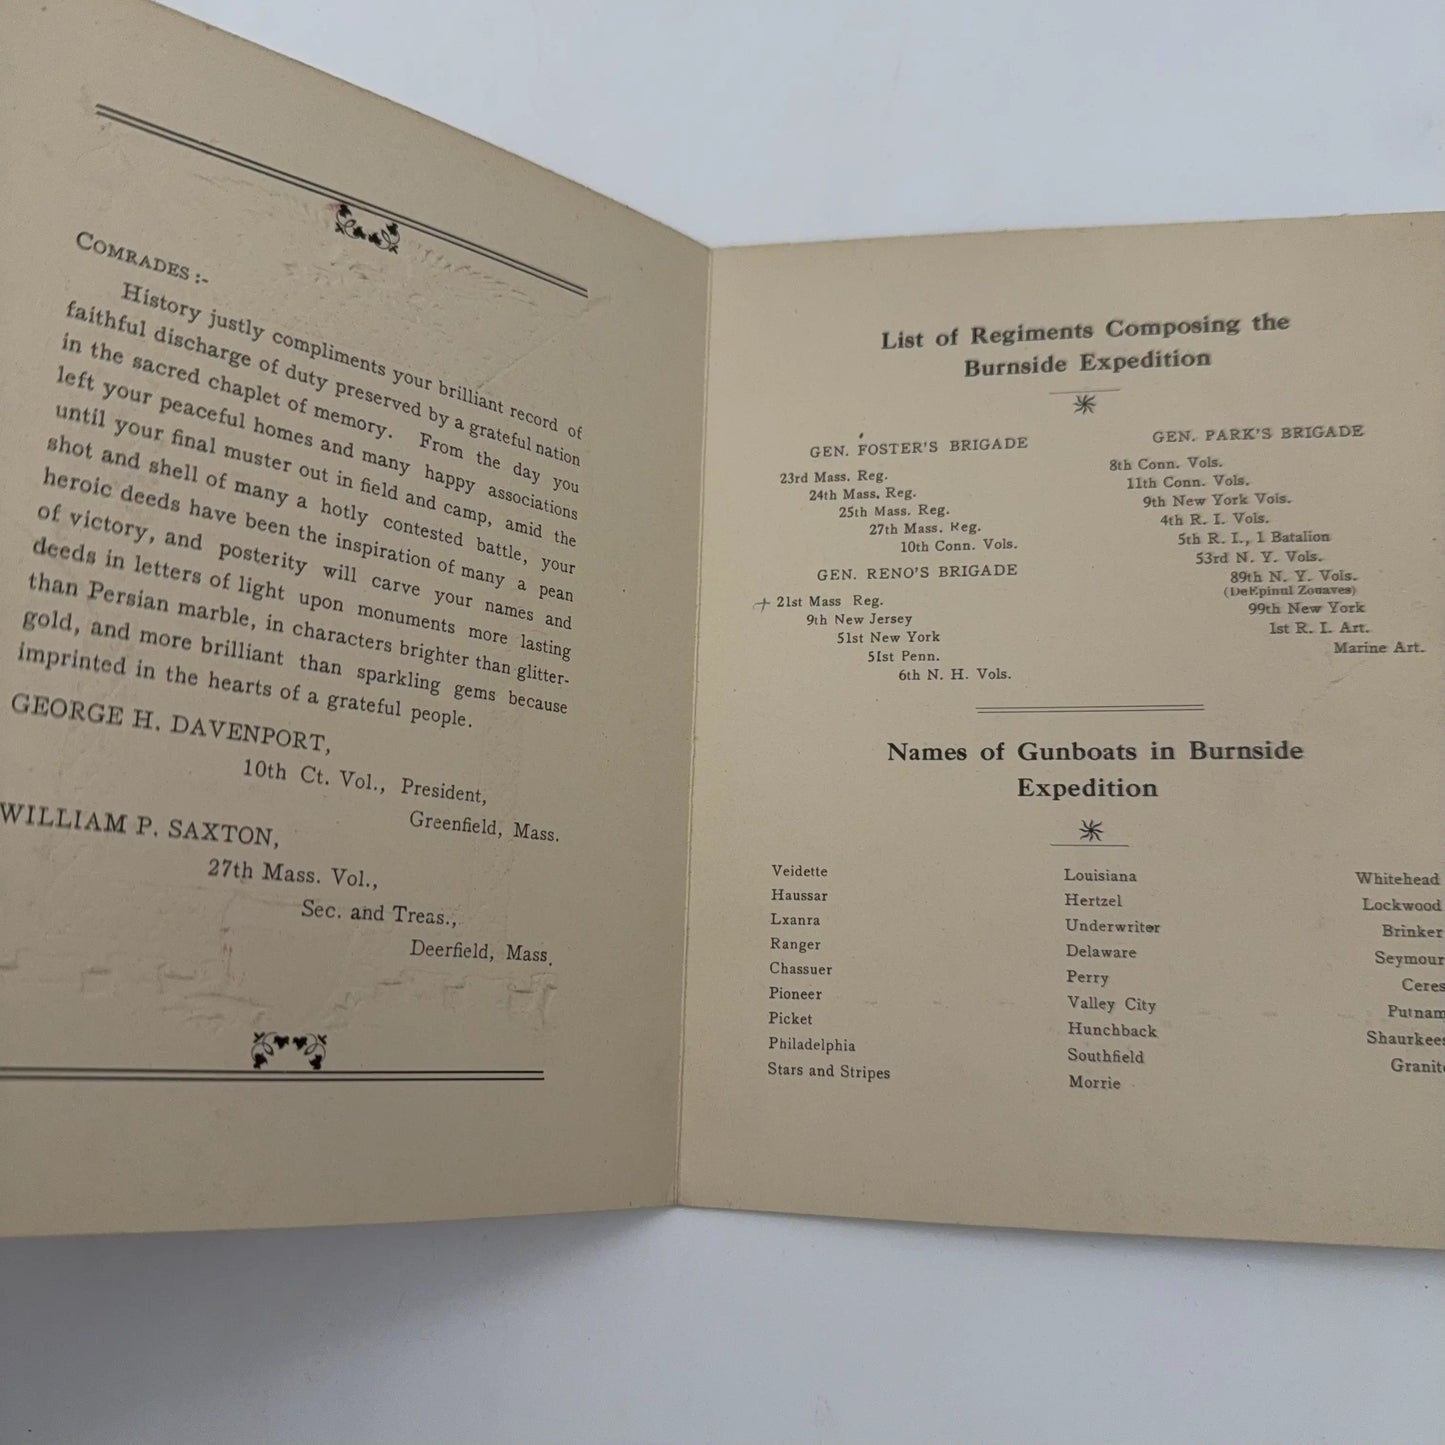 COMRADES :-
History justly compliments your brilliant record of
faithful discharge of duty preserved by a grateful nation
in the sacred chaplet of memory. From the day you
left your peaceful homes and many happy associations
until your final muster out in field and camp, amid the
shot and shell of many a hotly contested battle, your
heroic deeds have been the inspiration of many a pean
of victory, and posterity will carve your names and
deeds in letters of light upon monuments more lasting
than Persian marble, in characters brighter than glitter-
gold, and more brilliant than sparkling gems because
imprinted in the hearts of a grateful people.
GEORGE H. DAVENPORT,
10th Ct. Vol., President,
Greenfield, Mass.
WILLIAM P. SAXTON,
27th Mass. Vol.,
Sec. and Treas.,
Deerfield, Mass.
List of Regiments Composing the
Burnside Expedition
GEN. FOSTER'S BRIGADE
23rd Mass. Reg.
24th Mass. Reg.
25th Mass. Reg.
27th Mass. Reg.
10th Conn. Vols.
GEN. RENO'S BRIGADE
+ 21st Mass Reg.
9th New Jersey
51st New York
5Ist Penn.
6th N. H. Vols.
GEN. PARK'S BRIGADE
8th Conn. Vols.
11th Conn. Vols.
9th New York Vols.
4th R. I. Vols.
5th R. I., 1 Batalion
53rd N. Y. Vols.
89th N. Y. Vols.
(DeEpinul Zouaves)
99th New York
1st R. I. Art.
Marine Art.
Names of Gunboats in Burnside
Expedition
Veidette
Haussar
Lxanra
Ranger
Chassuer
Pioneer
Picket
Philadelphia
Stars and Stripes
Louisiana
Hertzel
Underwriter
Delaware
Perry
Valley City
Hunchback
Southfield
Morrie
Whitehead
Lockwood
Brinker
Seymour
Ceres
Putnam
Shaurkees
Granite